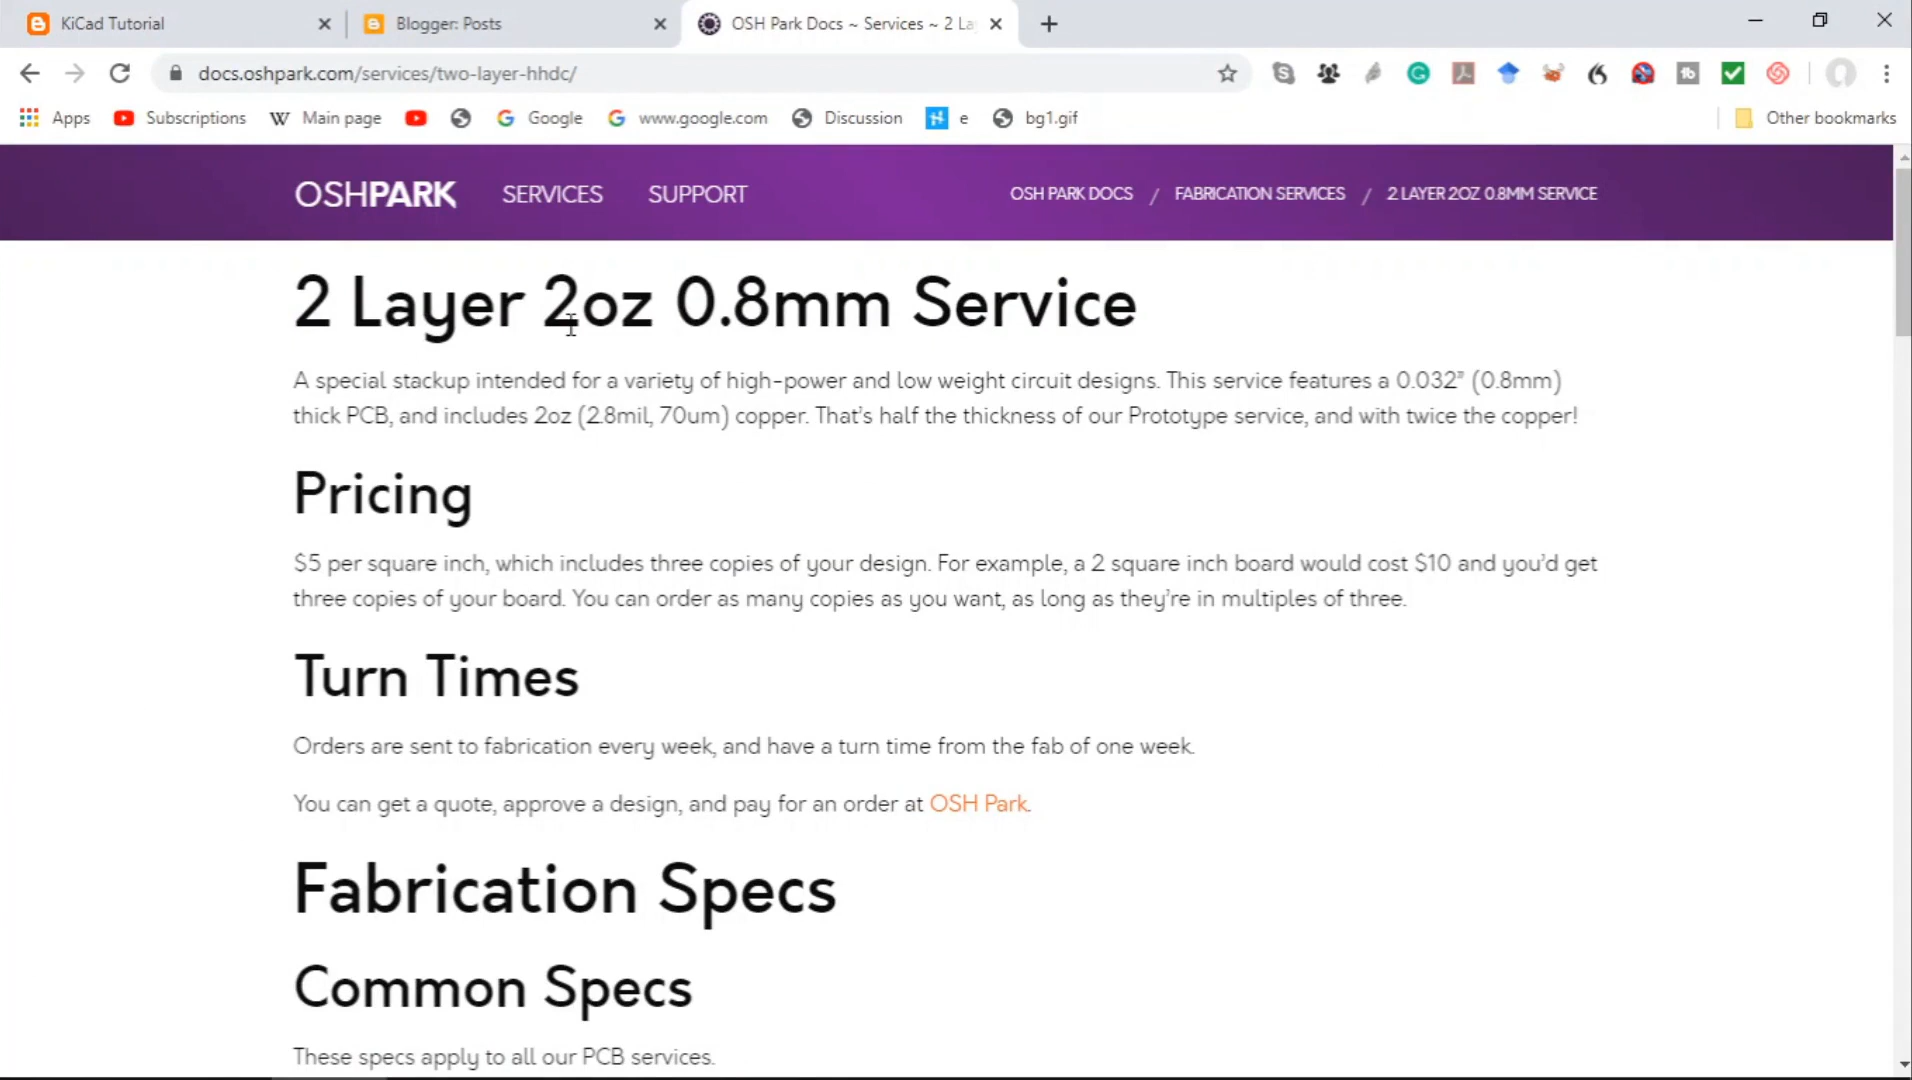 KiCad Tutorial
Blogger: Posts
OSH Park Docs ~ Services ~ 2 La
docs.oshpark.com/services/two-layer-hhdc/
Apps Subscriptions Main page Google www.google.com Discussion e bg1.gif Other bookmarks
OSHPARK SERVICES SUPPORT OSH PARK DOCS / FABRICATION SERVICES / 2 LAYER 2OZ 0.8MM SERVICE
2 Layer 2oz 0.8mm Service
A special stackup intended for a variety of high-power and low weight circuit designs. This service features a 0.032” (0.8mm)
thick PCB, and includes 2oz (2.8mil, 70um) copper. That’s half the thickness of our Prototype service, and with twice the copper!
Pricing
$5 per square inch, which includes three copies of your design. For example, a 2 square inch board would cost $10 and you’d get
three copies of your board. You can order as many copies as you want, as long as they’re in multiples of three.
Turn Times
Orders are sent to fabrication every week, and have a turn time from the fab of one week.
You can get a quote, approve a design, and pay for an order at OSH Park.
Fabrication Specs
Common Specs
These specs apply to all our PCB services.